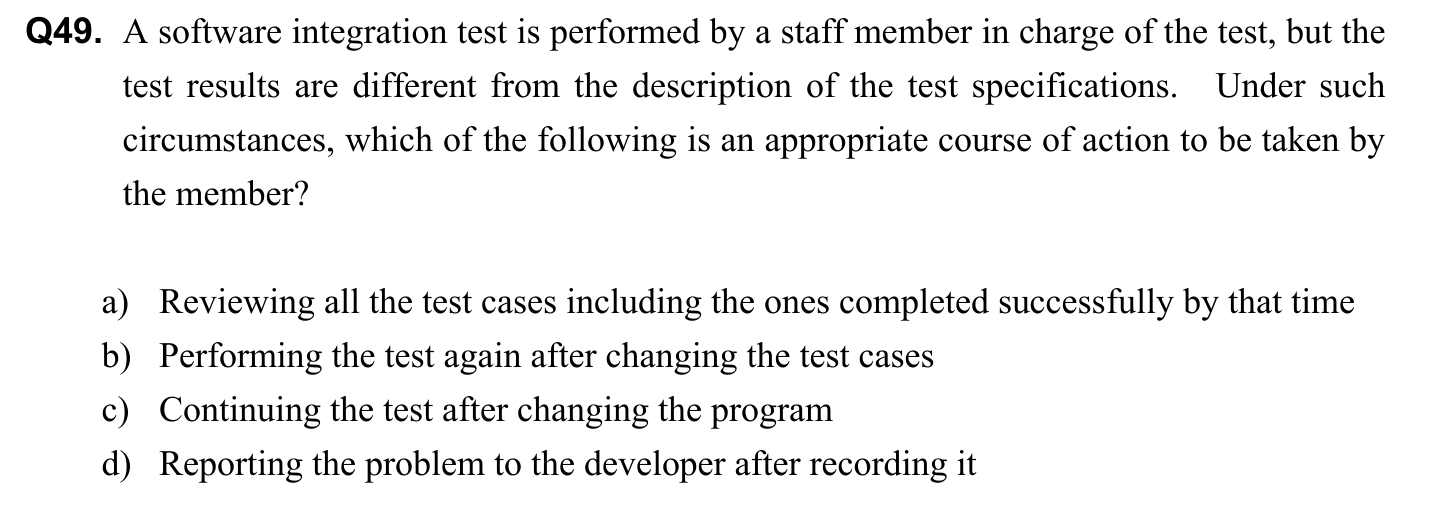 Q49. A software integration test is performed by a staff member in charge of the test, but the
test results are different from the description of the test specifications. Under such
circumstances, which of the following is an appropriate course of action to be taken by
the member?
a) Reviewing all the test cases including the ones completed successfully by that time
b) Performing the test again after changing the test cases
c) Continuing the test after changing the program
d) Reporting the problem to the developer after recording it